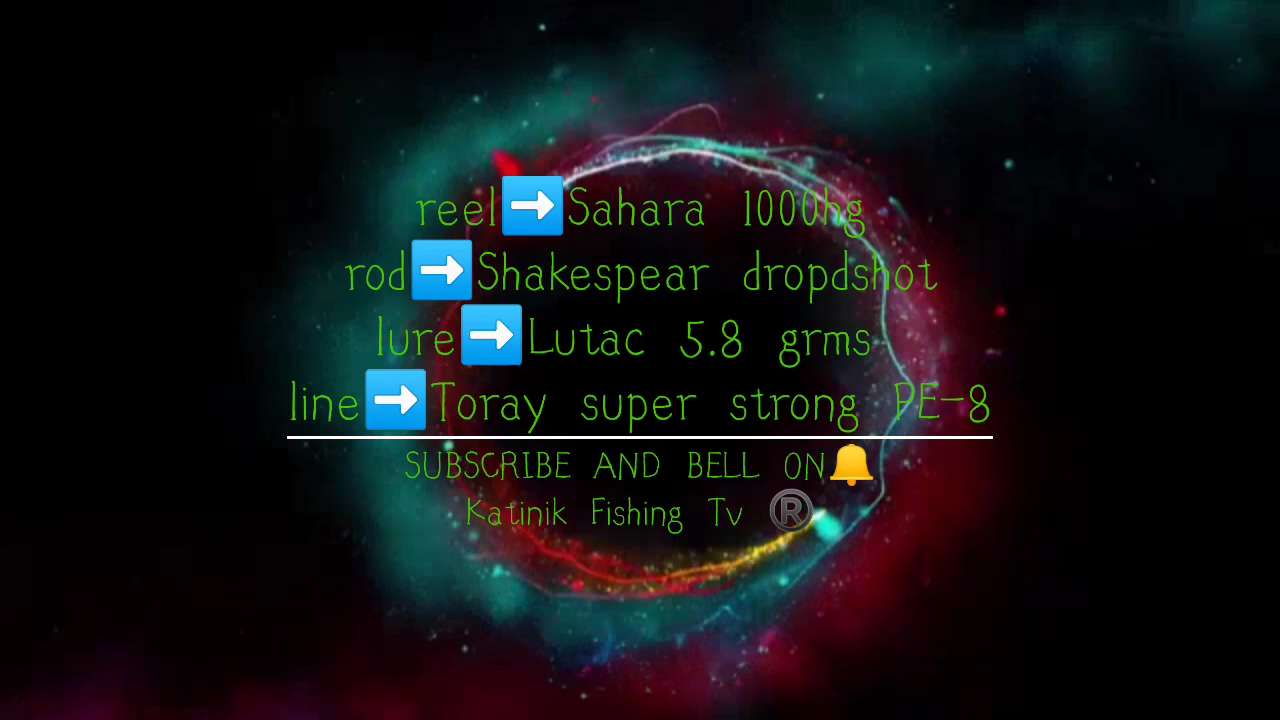 reel➡️Sahara 1000hg
rod➡️Shakespear dropdshot
lure➡️Lutac 5.8 grms
line➡️Toray super strong PE-8
SUBSCRIBE AND BELL ON🔔
Katinik Fishing Tv ®️